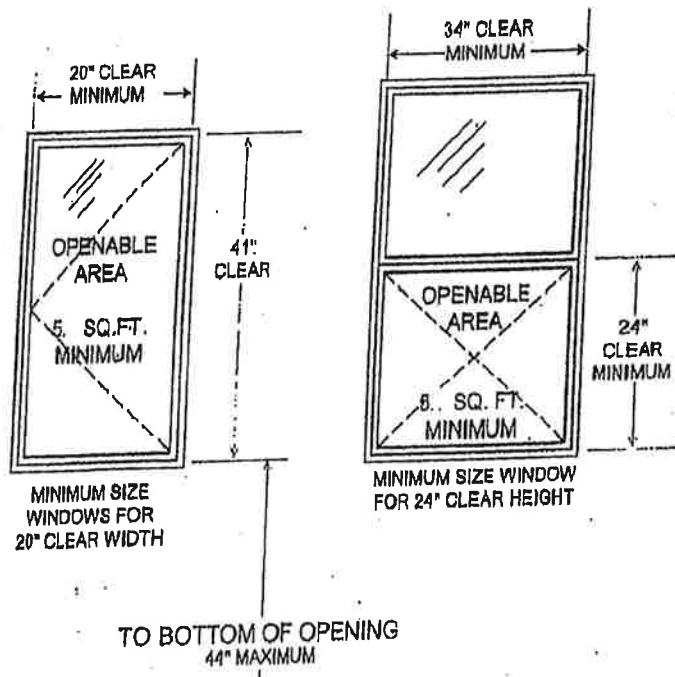 20" CLEAR
MINIMUM
41"
CLEAR
OPENABLE
AREA
5. SQ.FT.
MINIMUM
MINIMUM SIZE
WINDOWS FOR
20" CLEAR WIDTH
34" CLEAR
MINIMUM
OPENABLE
AREA
SQ. FT.
MINIMUM
24"
CLEAR
MINIMUM
MINIMUM SIZE WINDOW
FOR 24" CLEAR HEIGHT
TO BOTTOM OF OPENING
44" MAXIMUM